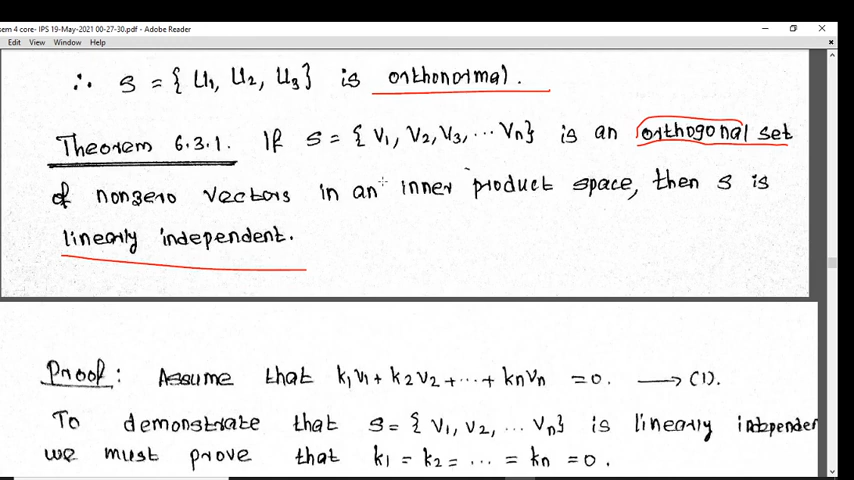 sem 4 core- IPS 19-May-2021 00-27-30.pdf - Adobe Reader
Edit View Window Help
∴ S = { U1, U2, U3 } is orthonormal.
Theorem 6.3.1. If S = { V1, V2, V3, ... Vn} is an orthogonal set
of nonzero vectors in an inner product space, then S is
linearly independent.
Proof: Assume that k1v1 + k2v2 + ... + knvn = 0. → (1).
To demonstrate that S = { V1, V2, ... Vn} is linearly independen
we must prove that k1 = k2 = ... = kn = 0.